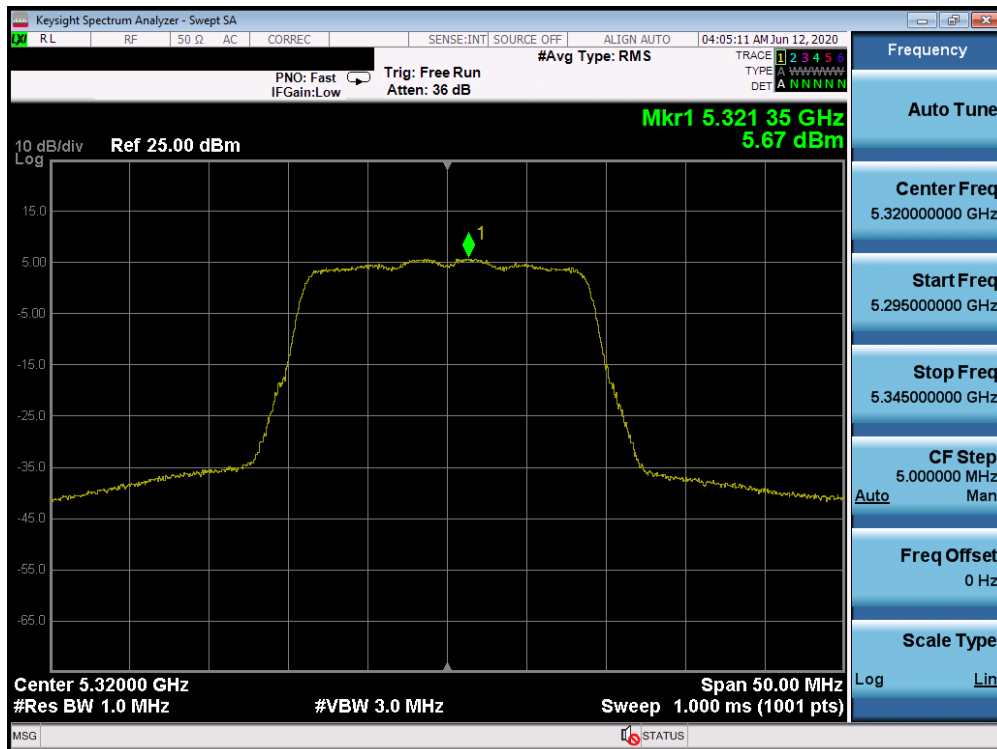 Keysight Spectrum Analyzer - Swept SA
LXI RL RF 50 Ω AC CORREC SENSE:INT SOURCE OFF ALIGN AUTO 04:05:11 AM Jun 12, 2020
#Avg Type: RMS
PNO: Fast
IFGain:Low
Trig: Free Run
Atten: 36 dB
TRACE 1 2 3 4 5 6
TYPE A WWWWW
DET A N N N N N
Mkr1 5.321 35 GHz
5.67 dBm
10 dB/div Ref 25.00 dBm
Log
15.0
1
5.00
-5.00
-15.0
-25.0
-35.0
-45.0
-55.0
-65.0
Center 5.32000 GHz Span 50.00 MHz
#Res BW 1.0 MHz #VBW 3.0 MHz Sweep 1.000 ms (1001 pts)
MSG STATUS
Frequency
Auto Tune
Center Freq
5.320000000 GHz
Start Freq
5.295000000 GHz
Stop Freq
5.345000000 GHz
CF Step
5.000000 MHz
Auto Man
Freq Offset
0 Hz
Scale Type
Log Lin